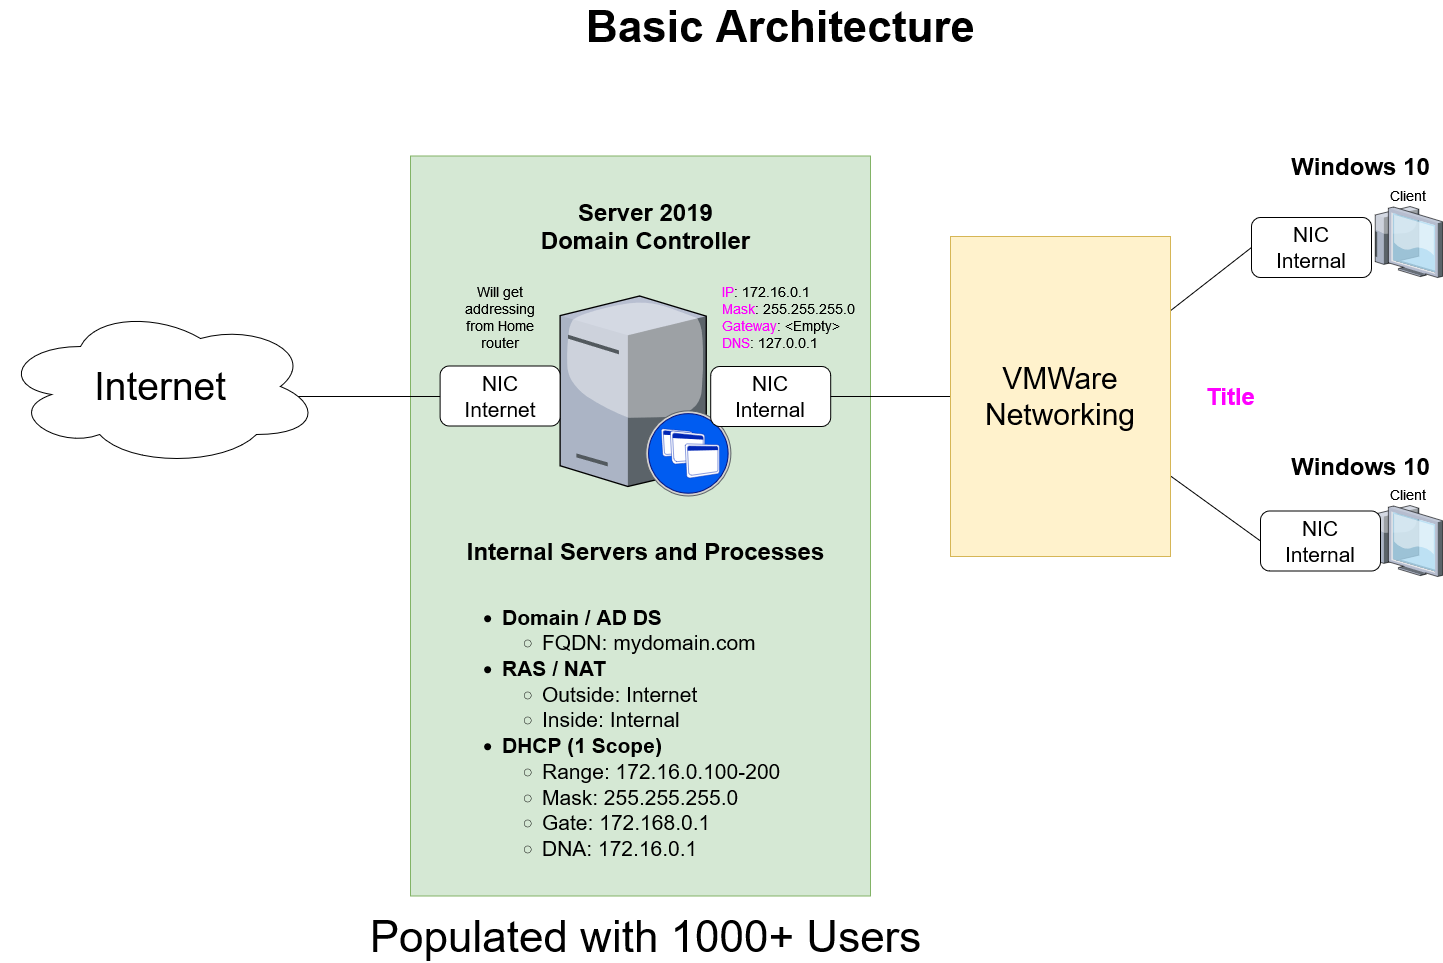 Basic Architecture
Server 2019
Domain Controller
Will get
addressing
from Home
router
IP: 172.16.0.1
Mask: 255.255.255.0
Gateway: <Empty>
DNS: 127.0.0.1
Internet
NIC
Internet
NIC
Internal
VMWare
Networking
Title
Windows 10
Client
NIC
Internal
Windows 10
Client
NIC
Internal
Internal Servers and Processes
• Domain / AD DS
○ FQDN: mydomain.com
• RAS / NAT
○ Outside: Internet
○ Inside: Internal
• DHCP (1 Scope)
○ Range: 172.16.0.100-200
○ Mask: 255.255.255.0
○ Gate: 172.168.0.1
○ DNA: 172.16.0.1
Populated with 1000+ Users